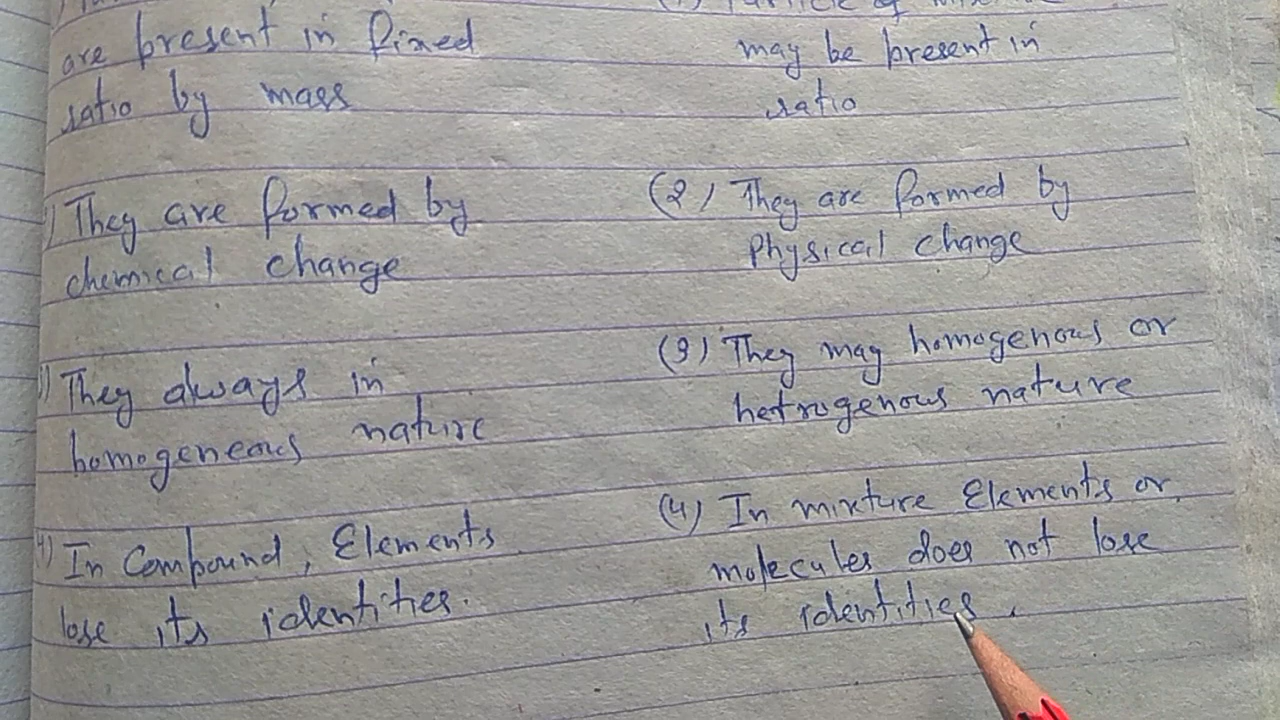 are present in fixed
ratio by mass
) They are formed by
chemical change
) They always in
homogeneous nature
4) In Compound, Elements
lose its identities.
may be present in
ratio
(2) They are formed by
Physical change
(3) They may homogenous or
hetrogenous nature
(4) In mixture Elements or
molecules does not lose
its identities.